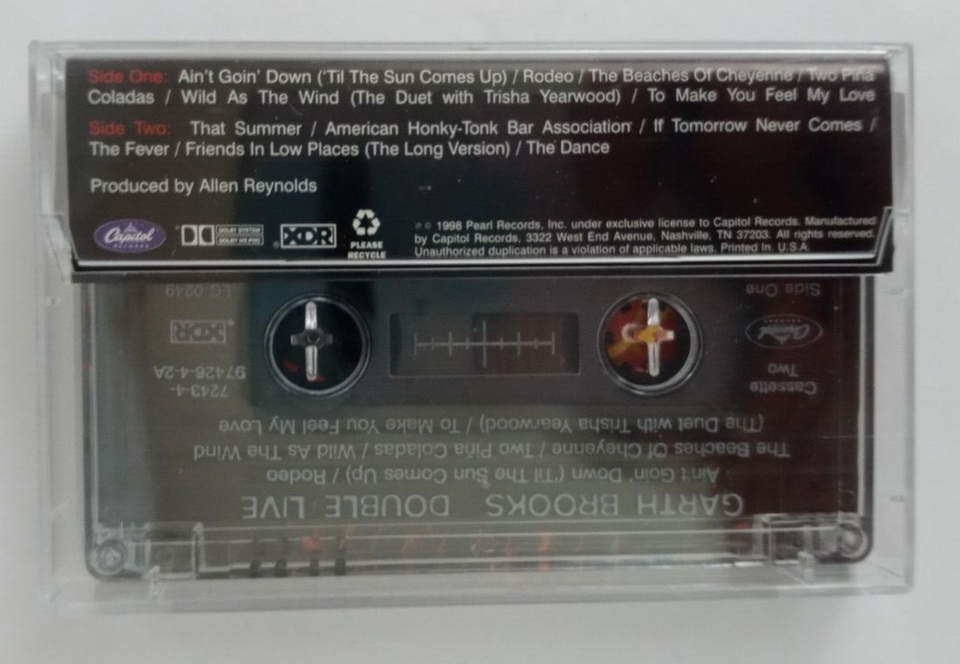 Side One: Ain't Goin' Down ('Til The Sun Comes Up) / Rodeo / The Beaches Of Cheyenne / Two Piña
Coladas / Wild As The Wind (The Duet with Trisha Yearwood) / To Make You Feel My Love
Side Two: That Summer / American Honky-Tonk Bar Association / If Tomorrow Never Comes /
The Fever / Friends In Low Places (The Long Version) / The Dance
Produced by Allen Reynolds
Capitol
RECORDS
DOLBY SYSTEM
DOLBY HX PRO
XDR
PLEASE
RECYCLE
℗ © 1998 Pearl Records, Inc. under exclusive license to Capitol Records. Manufactured
by Capitol Records, 3322 West End Avenue, Nashville, TN 37203. All rights reserved.
Unauthorized duplication is a violation of applicable laws. Printed In U.S.A.
GARTH BROOKS DOUBLE LIVE
Ain't Goin' Down ('Til The Sun Comes Up) / Rodeo /
The Beaches Of Cheyenne / Two Piña Coladas / Wild As The Wind
(The Duet with Trisha Yearwood) / To Make You Feel My Love
Cassette
Two
7243-4-
97426-4-2A
Capitol
XDR
Side One
LC 0249